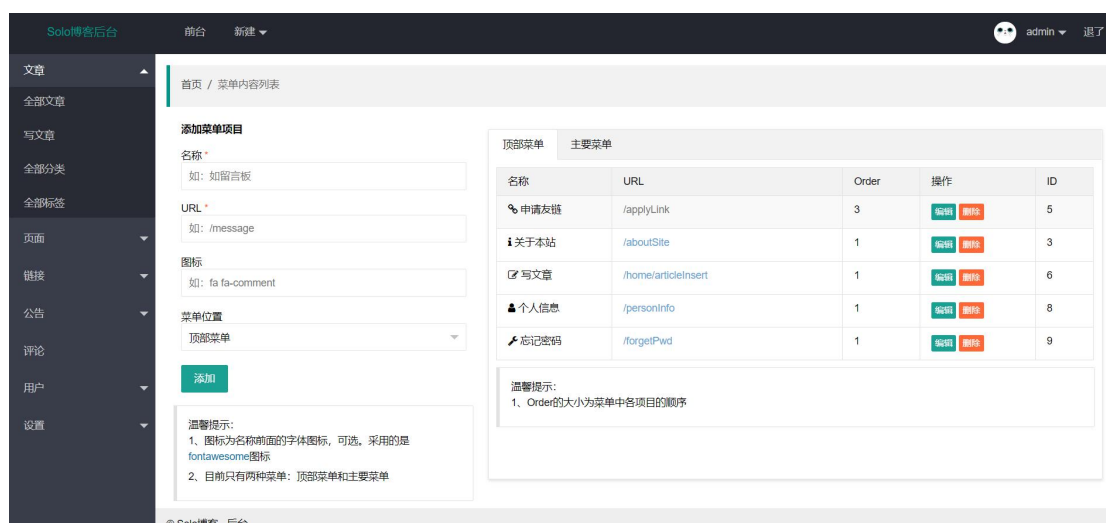 Solo博客后台 前台 新建 admin 退了
文章
全部文章
写文章
全部分类
全部标签
页面
链接
公告
评论
用户
设置
首页 / 菜单内容列表
添加菜单项目
名称 *
如：如留言板
URL *
如：/message
图标
如：fa fa-comment
菜单位置
顶部菜单
添加
温馨提示：
1、图标为名称前面的字体图标，可选。采用的是
fontawesome图标
2、目前只有两种菜单：顶部菜单和主要菜单
顶部菜单 主要菜单
名称 URL Order 操作 ID
申请友链 /applyLink 3 编辑 删除 5
关于本站 /aboutSite 1 编辑 删除 3
写文章 /home/articleInsert 1 编辑 删除 6
个人信息 /personInfo 1 编辑 删除 8
忘记密码 /forgetPwd 1 编辑 删除 9
温馨提示：
1、Order的大小为菜单中各项目的顺序
© Solo博客 - 后台